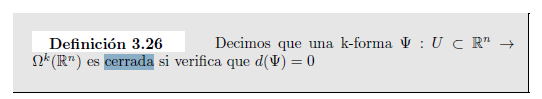 Definición 3.26 Decimos que una k-forma Ψ : U ⊂ ℝⁿ →
Ωᵏ(ℝⁿ) es cerrada si verifica que d(Ψ) = 0